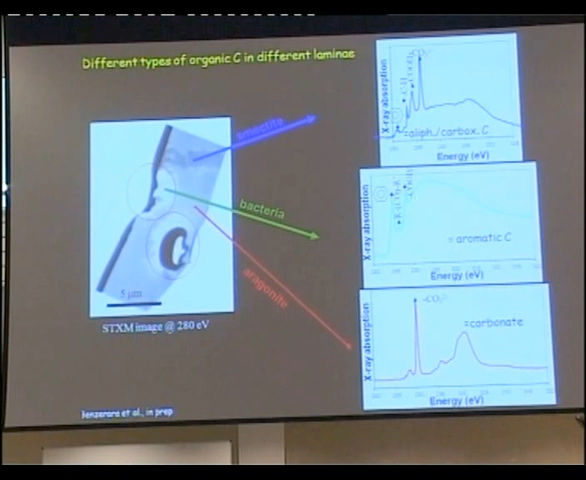 Different types of organic C in different laminae
smectite
bacteria
aragonite
5 µm
STXM image @ 280 eV
et al., in prep
X-ray absorption
=aliph./carbox. C
Energy (eV)
X-ray absorption
= aromatic C
Energy (eV)
X-ray absorption
=carbonate
Energy (eV)